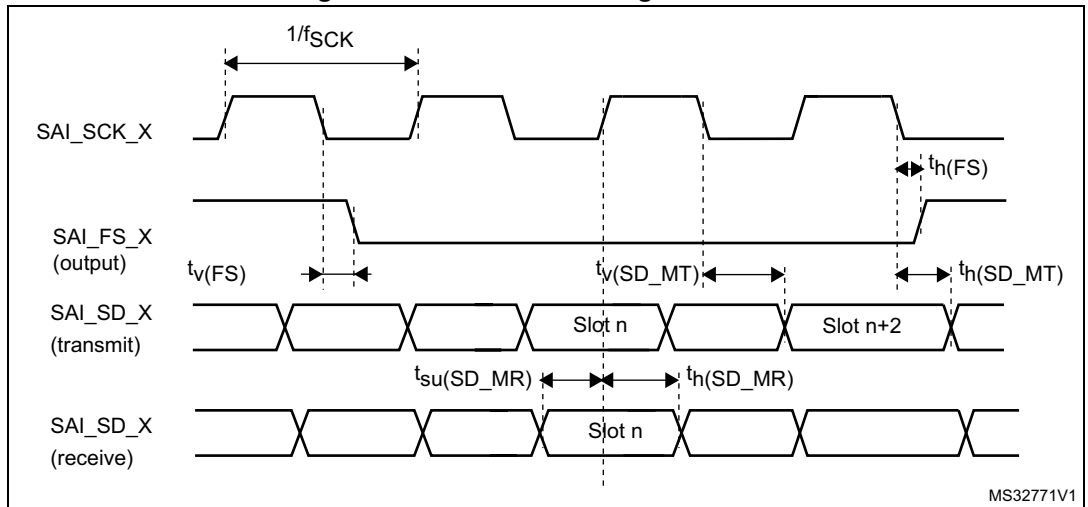 1/fSCK
SAI_SCK_X
th(FS)
SAI_FS_X
(output)
tv(FS)
tv(SD_MT)
th(SD_MT)
SAI_SD_X
(transmit)
Slot n
Slot n+2
tsu(SD_MR)
th(SD_MR)
SAI_SD_X
(receive)
Slot n
MS32771V1